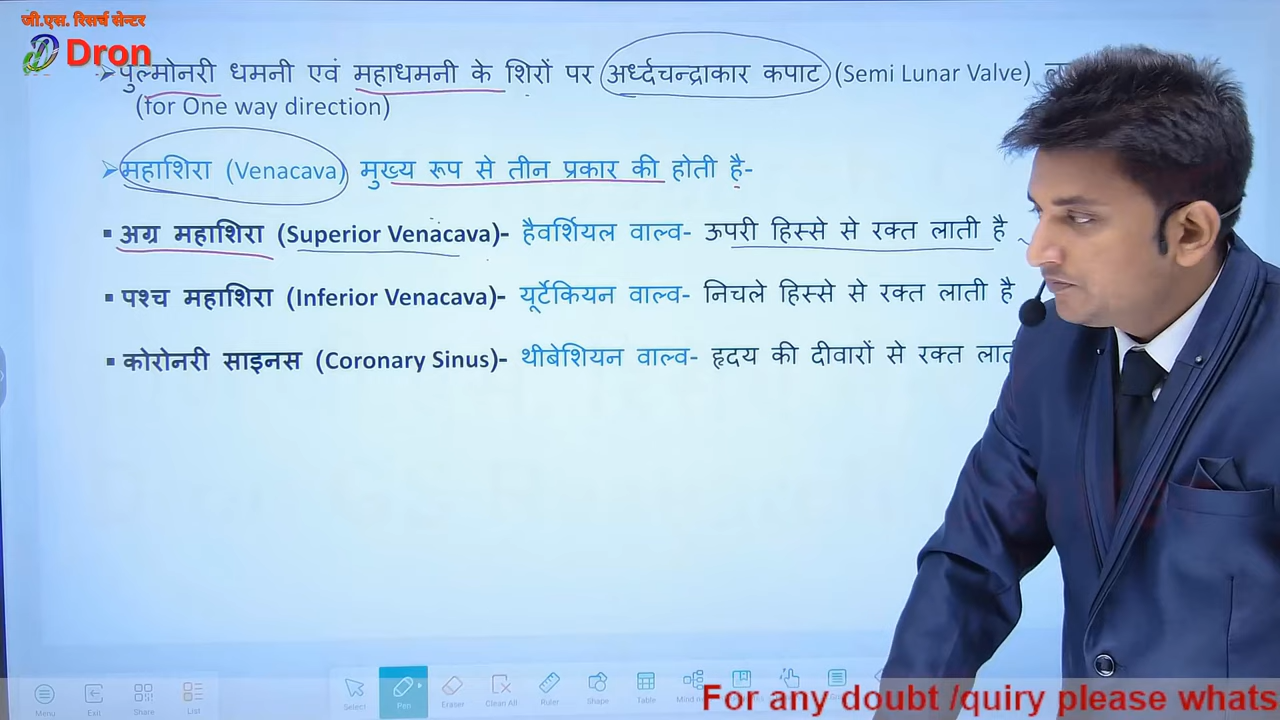 जी.एस. रिसर्च सेन्टर
Dron
➢पुल्मोनरी धमनी एवं महाधमनी के शिरों पर अर्ध्दचन्द्राकार कपाट (Semi Lunar Valve)
(for One way direction)
➢महाशिरा (Venacava) मुख्य रूप से तीन प्रकार की होती है-
▪ अग्र महाशिरा (Superior Venacava)- हैवर्शियल वाल्व- ऊपरी हिस्से से रक्त लाती है
▪ पश्च महाशिरा (Inferior Venacava)- यूर्टेकियन वाल्व- निचले हिस्से से रक्त लाती है
▪ कोरोनरी साइनस (Coronary Sinus)- थीबेशियन वाल्व- हृदय की दीवारों से रक्त
Menu Exit Share List Select Pen Eraser Clean All Ruler Shape Table
For any doubt /quiry please whats